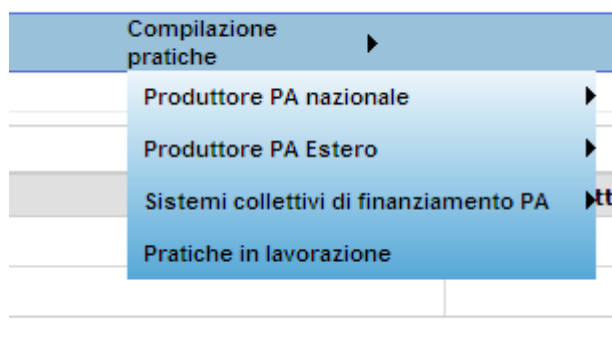 Compilazione
pratiche
Produttore PA nazionale
Produttore PA Estero
Sistemi collettivi di finanziamento PA
Pratiche in lavorazione